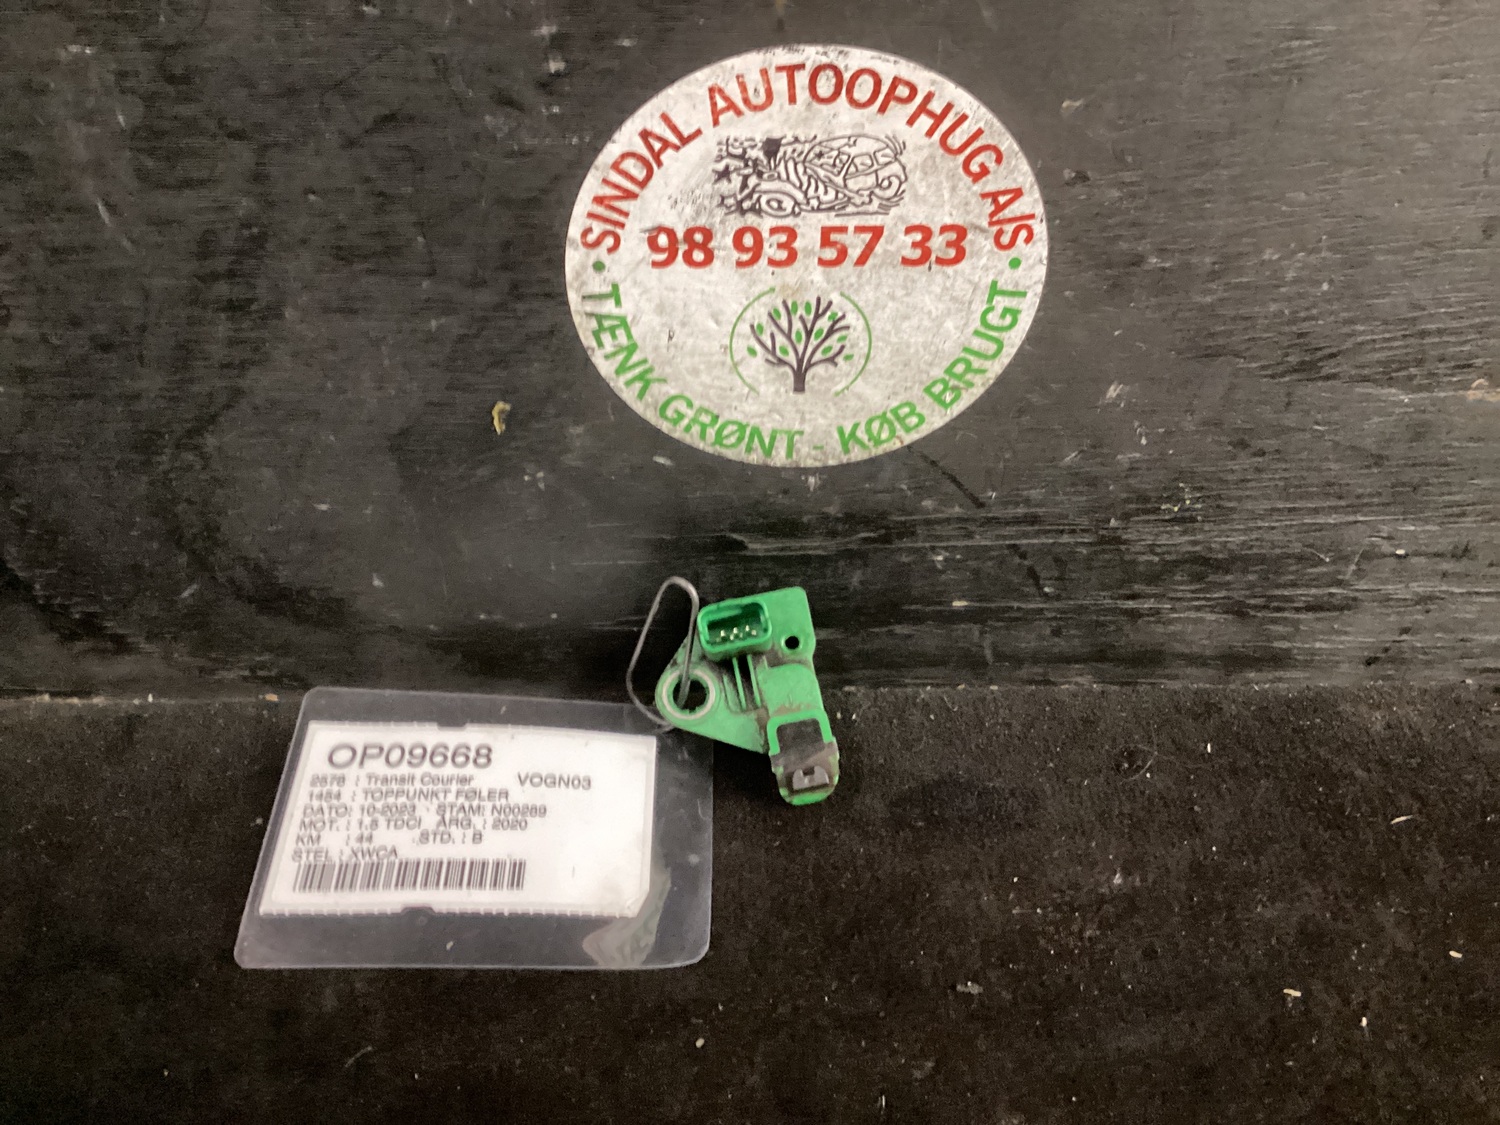 SINDAL AUTOOPHUG A/S
98 93 57 33
TÆNK GRØNT - KØB BRUGT
OP09668
2578 : Transit Courier VOGN03
1454 : TOPPUNKT FØLER
DATO: 10-2023 STAM: N00289
MOT. : 1.5 TDCI ÅRG. : 2020
KM : 44 STD. : B
STEL : XWCA